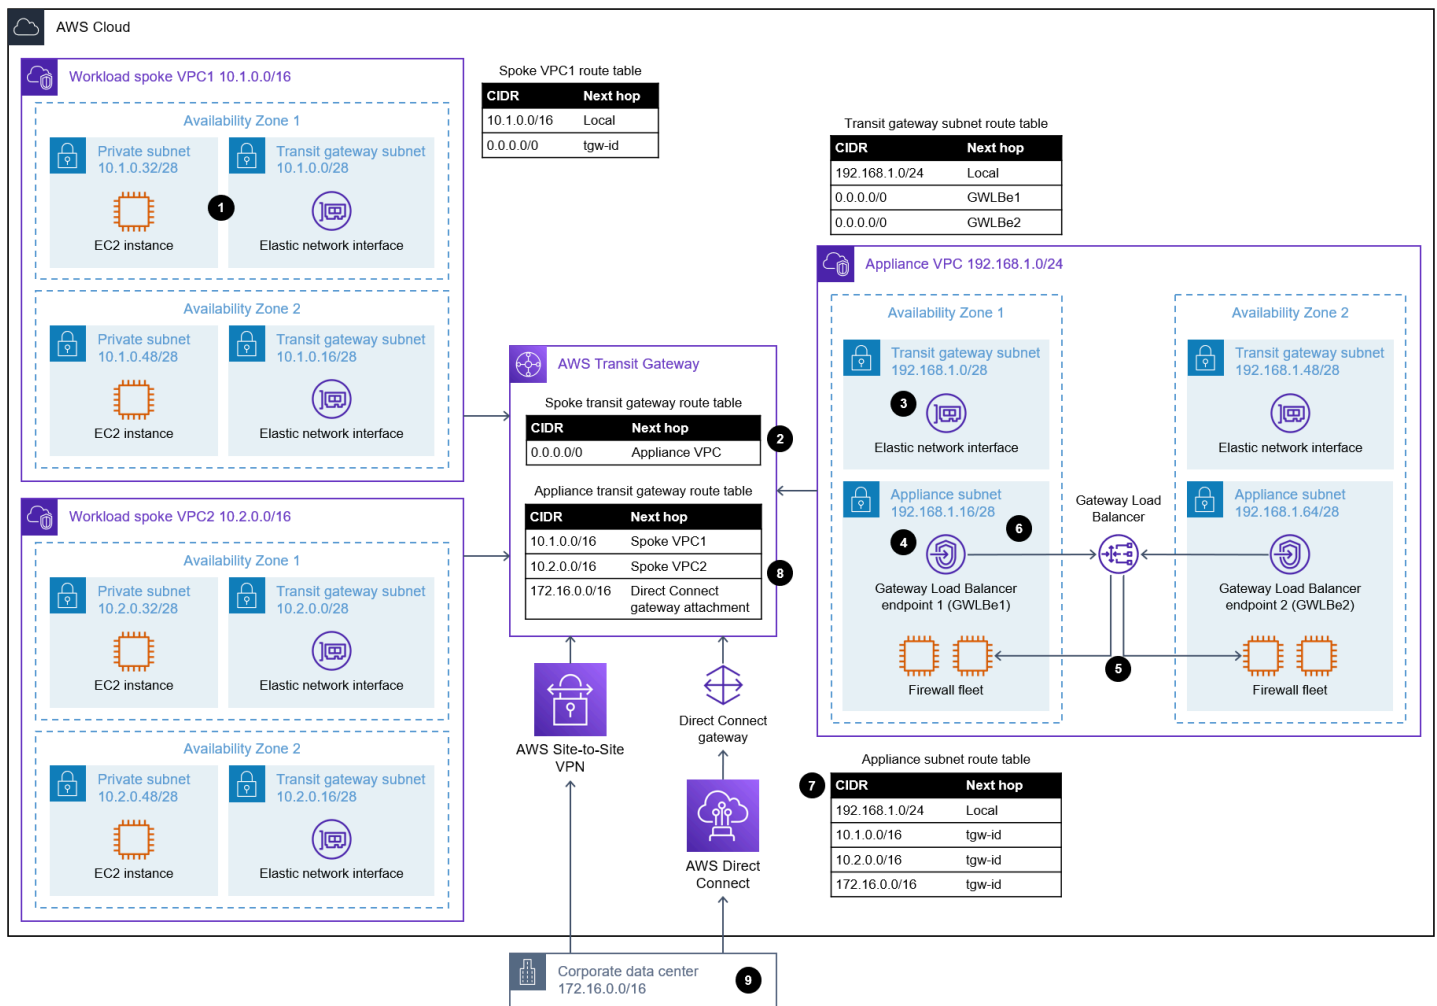 AWS Cloud
Workload spoke VPC1 10.1.0.0/16
Availability Zone 1
Private subnet
10.1.0.32/28
EC2 instance
1
Transit gateway subnet
10.1.0.0/28
Elastic network interface
Availability Zone 2
Private subnet
10.1.0.48/28
EC2 instance
Transit gateway subnet
10.1.0.16/28
Elastic network interface
Workload spoke VPC2 10.2.0.0/16
Availability Zone 1
Private subnet
10.2.0.32/28
EC2 instance
Transit gateway subnet
10.2.0.0/28
Elastic network interface
Availability Zone 2
Private subnet
10.2.0.48/28
EC2 instance
Transit gateway subnet
10.2.0.16/28
Elastic network interface
Spoke VPC1 route table
CIDR Next hop
10.1.0.0/16 Local
0.0.0.0/0 tgw-id
AWS Transit Gateway
Spoke transit gateway route table
CIDR Next hop
0.0.0.0/0 Appliance VPC
2
Appliance transit gateway route table
CIDR Next hop
10.1.0.0/16 Spoke VPC1
10.2.0.0/16 Spoke VPC2
172.16.0.0/16 Direct Connect
gateway attachment
8
AWS Site-to-Site
VPN
Direct Connect
gateway
AWS Direct
Connect
Corporate data center
172.16.0.0/16
9
Transit gateway subnet route table
CIDR Next hop
192.168.1.0/24 Local
0.0.0.0/0 GWLBe1
0.0.0.0/0 GWLBe2
Appliance VPC 192.168.1.0/24
Availability Zone 1
Transit gateway subnet
192.168.1.0/28
3
Elastic network interface
Appliance subnet
192.168.1.16/28
4
6
Gateway Load Balancer
endpoint 1 (GWLBe1)
Firewall fleet
Gateway Load
Balancer
5
Availability Zone 2
Transit gateway subnet
192.168.1.48/28
Elastic network interface
Appliance subnet
192.168.1.64/28
Gateway Load Balancer
endpoint 2 (GWLBe2)
Firewall fleet
Appliance subnet route table
7
CIDR Next hop
192.168.1.0/24 Local
10.1.0.0/16 tgw-id
10.2.0.0/16 tgw-id
172.16.0.0/16 tgw-id